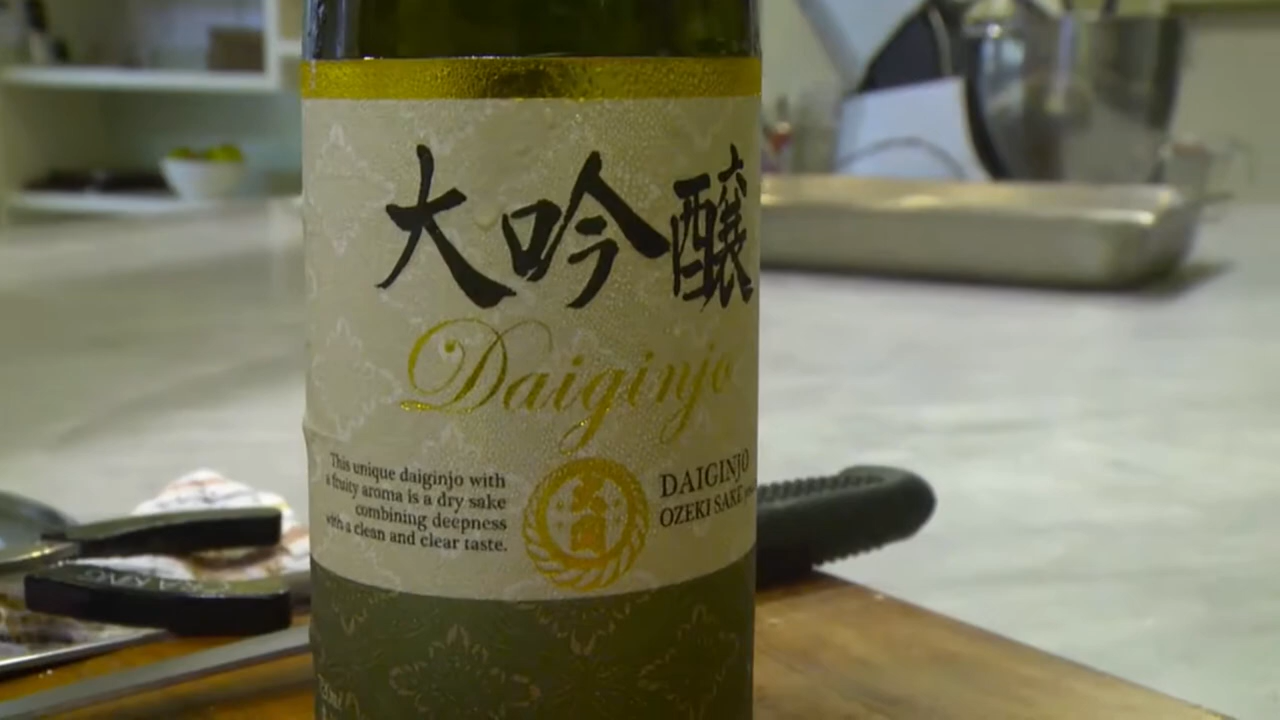 大吟醸
Daiginjo
This unique daiginjo with
a fruity aroma is a dry sake
combining deepness
with a clean and clear taste.
DAIGINJO
OZEKI SAKE